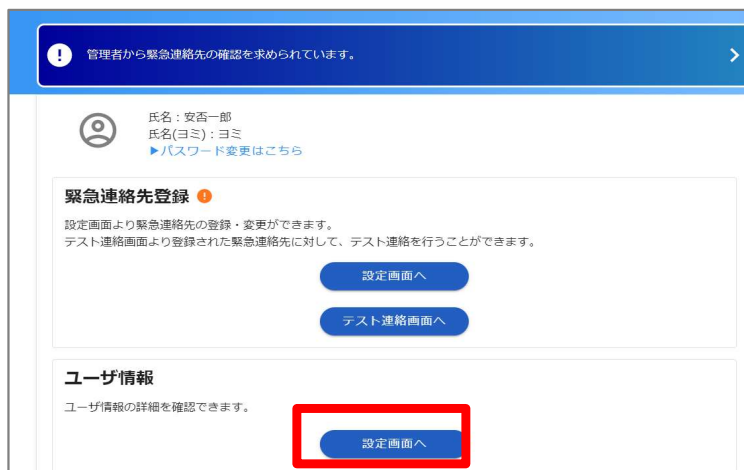 管理者から緊急連絡先の確認を求められています。
氏名：安否一郎
氏名(ヨミ)：ヨミ
▶パスワード変更はこちら
緊急連絡先登録
設定画面より緊急連絡先の登録・変更ができます。
テスト連絡画面より登録された緊急連絡先に対して、テスト連絡を行うことができます。
設定画面へ
テスト連絡画面へ
ユーザ情報
ユーザ情報の詳細を確認できます。
設定画面へ